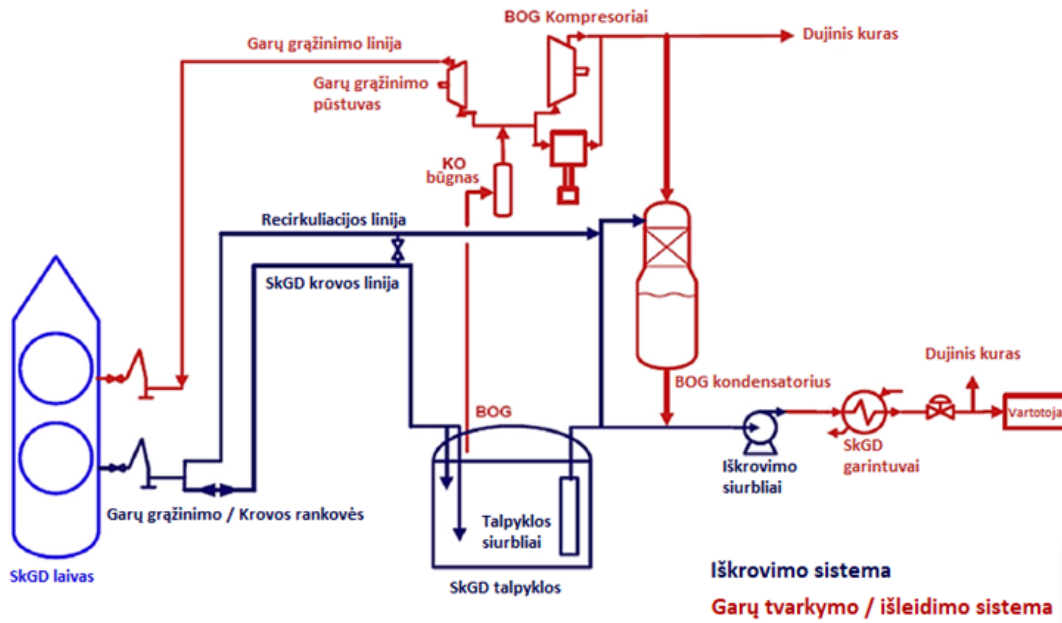 BOG Kompresoriai
Dujinis kuras
Garų grąžinimo linija
Garų grąžinimo
pūstuvas
KO
būgnas
Recirkuliacijos linija
SkGD krovos linija
Dujinis kuras
BOG kondensatorius
BOG
Vartotoja
SkGD
garintuvai
Iškrovimo
siurbliai
Garų grąžinimo / Krovos rankovės
Talpyklos
siurbliai
SkGD laivas
SkGD talpyklos
Iškrovimo sistema
Garų tvarkymo / išleidimo sistema